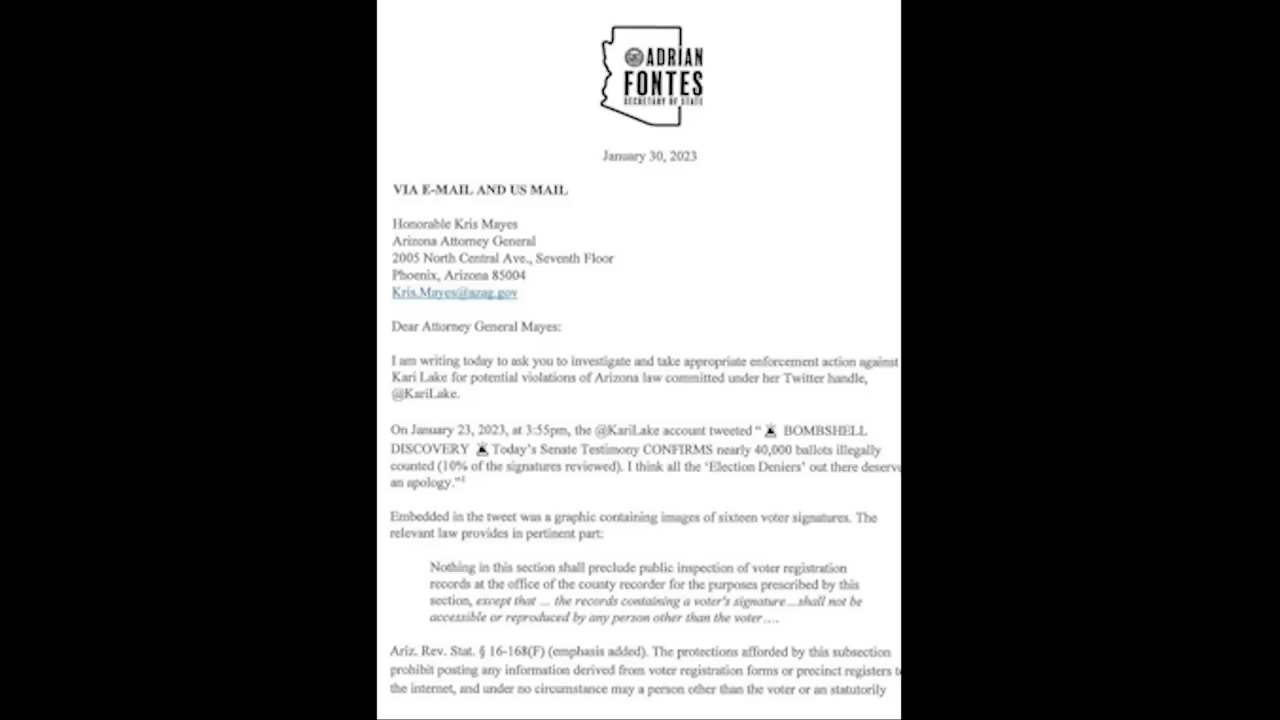 ADRIAN
FONTES
SECRETARY OF STATE
January 30, 2023
VIA E-MAIL AND US MAIL
Honorable Kris Mayes
Arizona Attorney General
2005 North Central Ave., Seventh Floor
Phoenix, Arizona 85004
Kris.Mayes@azag.gov
Dear Attorney General Mayes:
I am writing today to ask you to investigate and take appropriate enforcement action against
Kari Lake for potential violations of Arizona law committed under her Twitter handle,
@KariLake.
On January 23, 2023, at 3:55pm, the @KariLake account tweeted “🚨 BOMBSHELL
DISCOVERY 🚨Today’s Senate Testimony CONFIRMS nearly 40,000 ballots illegally
counted (10% of the signatures reviewed). I think all the ‘Election Deniers’ out there deserve
an apology.”1
Embedded in the tweet was a graphic containing images of sixteen voter signatures. The
relevant law provides in pertinent part:
Nothing in this section shall preclude public inspection of voter registration
records at the office of the county recorder for the purposes prescribed by this
section, except that ... the records containing a voter's signature...shall not be
accessible or reproduced by any person other than the voter....
Ariz. Rev. Stat. § 16-168(F) (emphasis added). The protections afforded by this subsection
prohibit posting any information derived from voter registration forms or precinct registers t
the internet, and under no circumstance may a person other than the voter or an statutorily